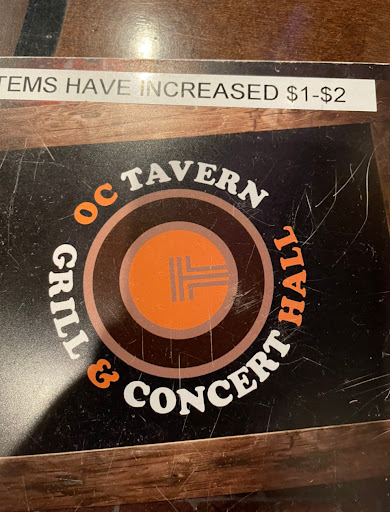 TEMS HAVE INCREASED $1-$2
OC TAVERN
GRILL & CONCERT HALL